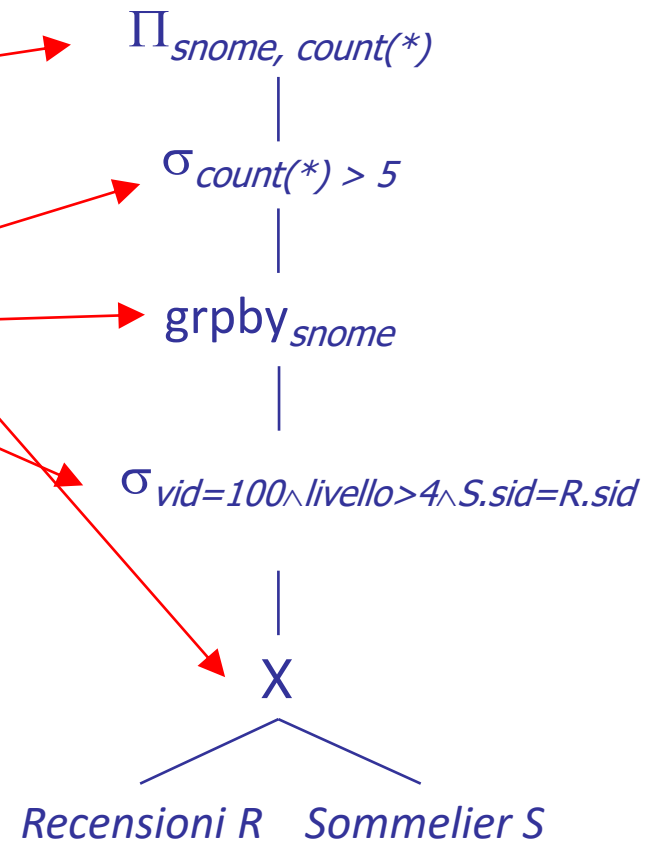 Π snome, count(*)
σ count(*) > 5
grpby snome
σ vid=100∧livello>4∧S.sid=R.sid
X
Recensioni R Sommelier S